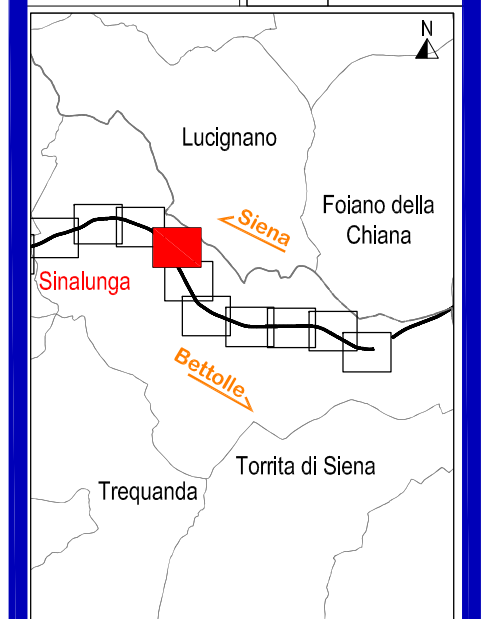 N
Lucignano
Siena
Foiano della
Chiana
Sinalunga
Bettolle
Torrita di Siena
Trequanda